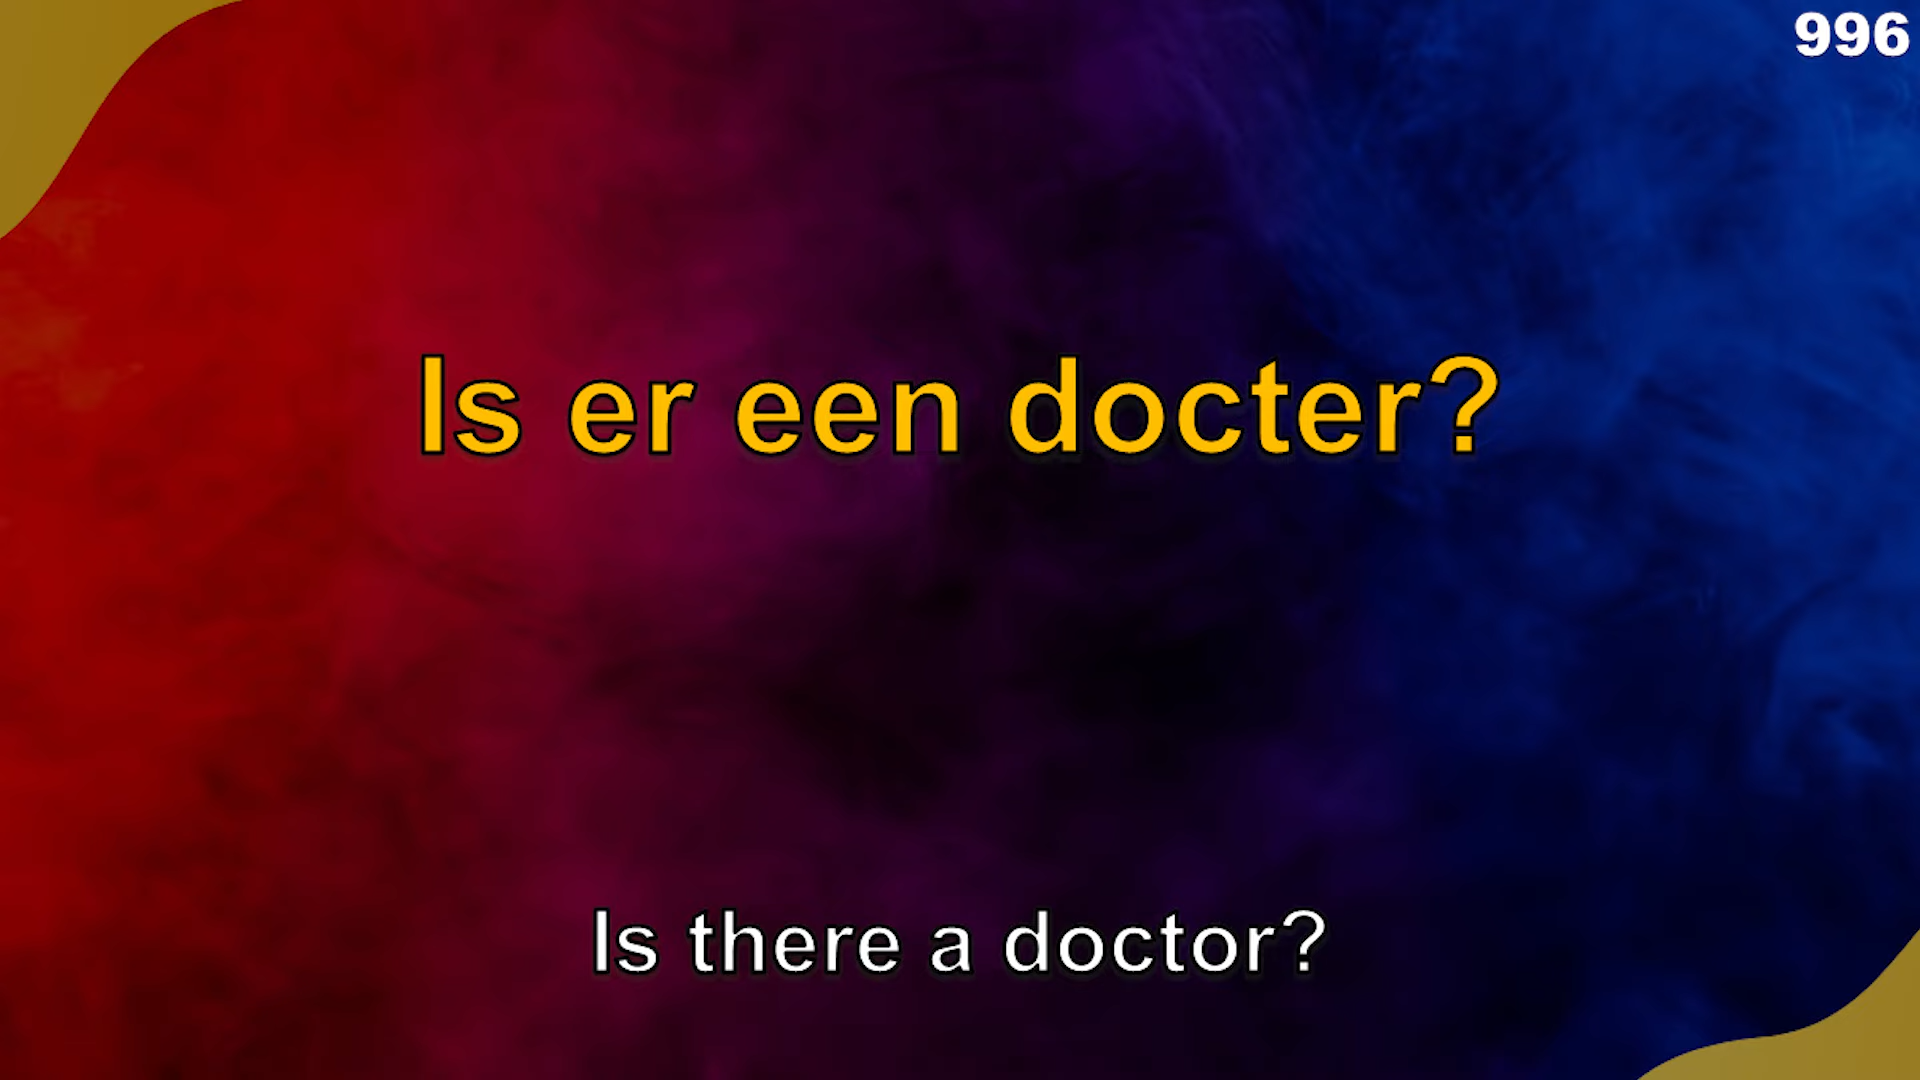 996
Is er een docter?
Is there a doctor?